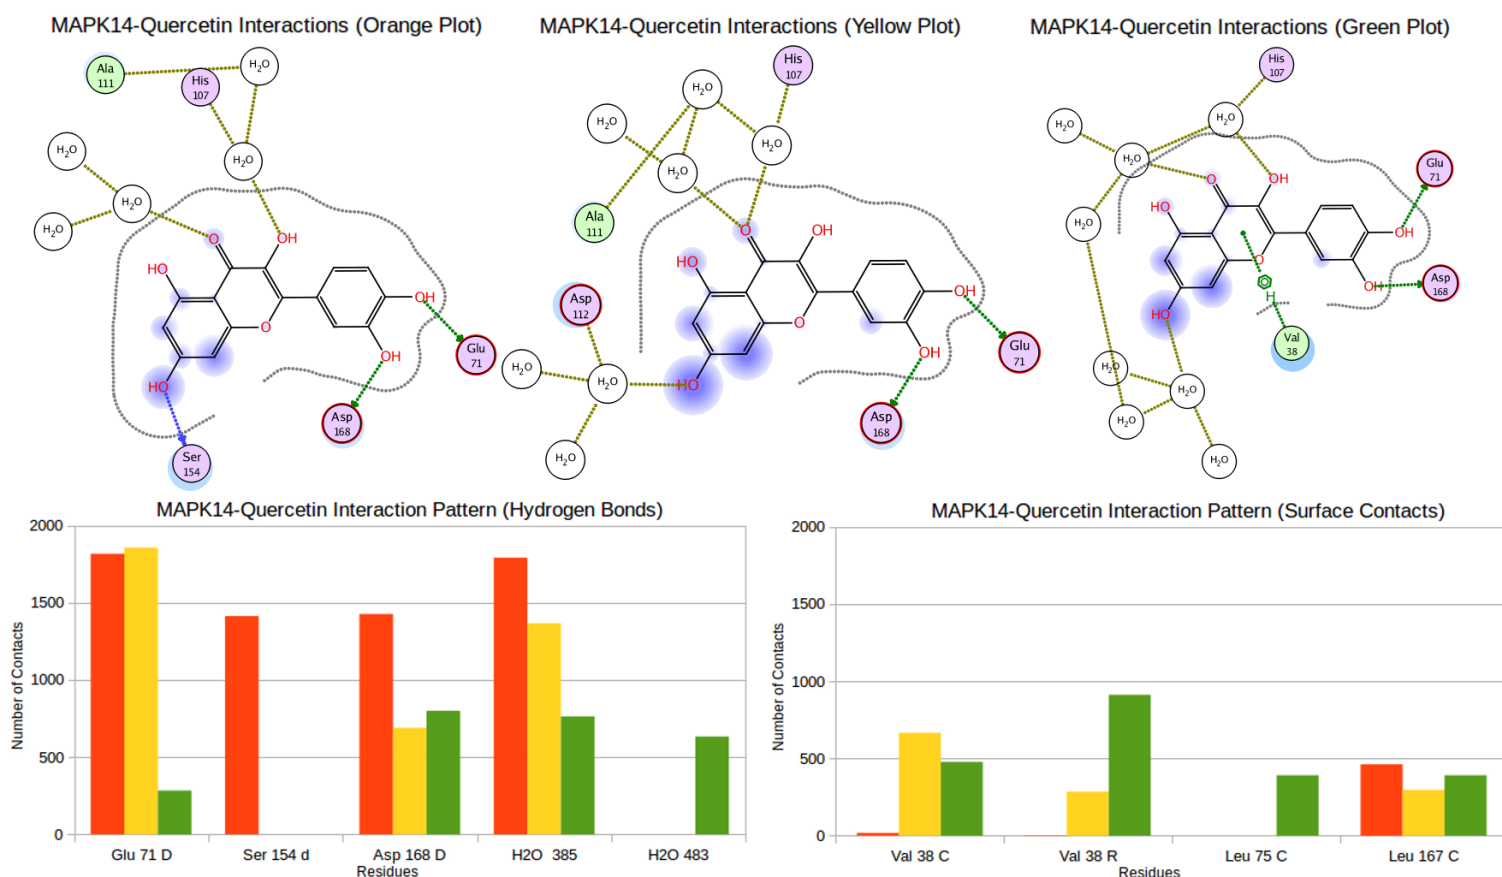 MAPK14-Quercetin Interactions (Orange Plot)
MAPK14-Quercetin Interactions (Yellow Plot)
MAPK14-Quercetin Interactions (Green Plot)
Ala
111
His
107
H₂O
H₂O
H₂O
H₂O
H₂O
O
OH
HO
OH
O
OH
HO
Glu
71
Asp
168
Ser
154
His
107
H₂O
H₂O
H₂O
H₂O
Ala
111
O
OH
HO
Asp
112
OH
O
OH
HO
H₂O
H₂O
H₂O
Glu
71
Asp
168
His
107
H₂O
H₂O
H₂O
Glu
71
O
OH
HO
H₂O
OH
O
OH
Asp
168
H
HO
Val
38
H₂O
H₂O
H₂O
H₂O
MAPK14-Quercetin Interaction Pattern (Hydrogen Bonds)
2000
1500
1000
500
0
Number of Contacts
Glu 71 D
Ser 154 d
Asp 168 D
H2O 385
H2O 483
Residues
MAPK14-Quercetin Interaction Pattern (Surface Contacts)
2000
1500
1000
500
0
Number of Contacts
Val 38 C
Val 38 R
Leu 75 C
Leu 167 C
Residues